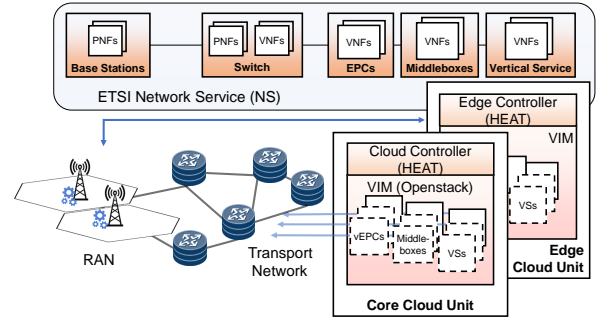 PNFs
Base Stations
PNFs VNFs
Switch
VNFs
EPCs
VNFs
Middleboxes
VNFs
Vertical Service
ETSI Network Service (NS)
Edge Controller
(HEAT)
VIM
VSs
Edge
Cloud Unit
Cloud Controller
(HEAT)
VIM (Openstack)
vEPCs
Middle-
boxes
VSs
Core Cloud Unit
RAN
Transport
Network